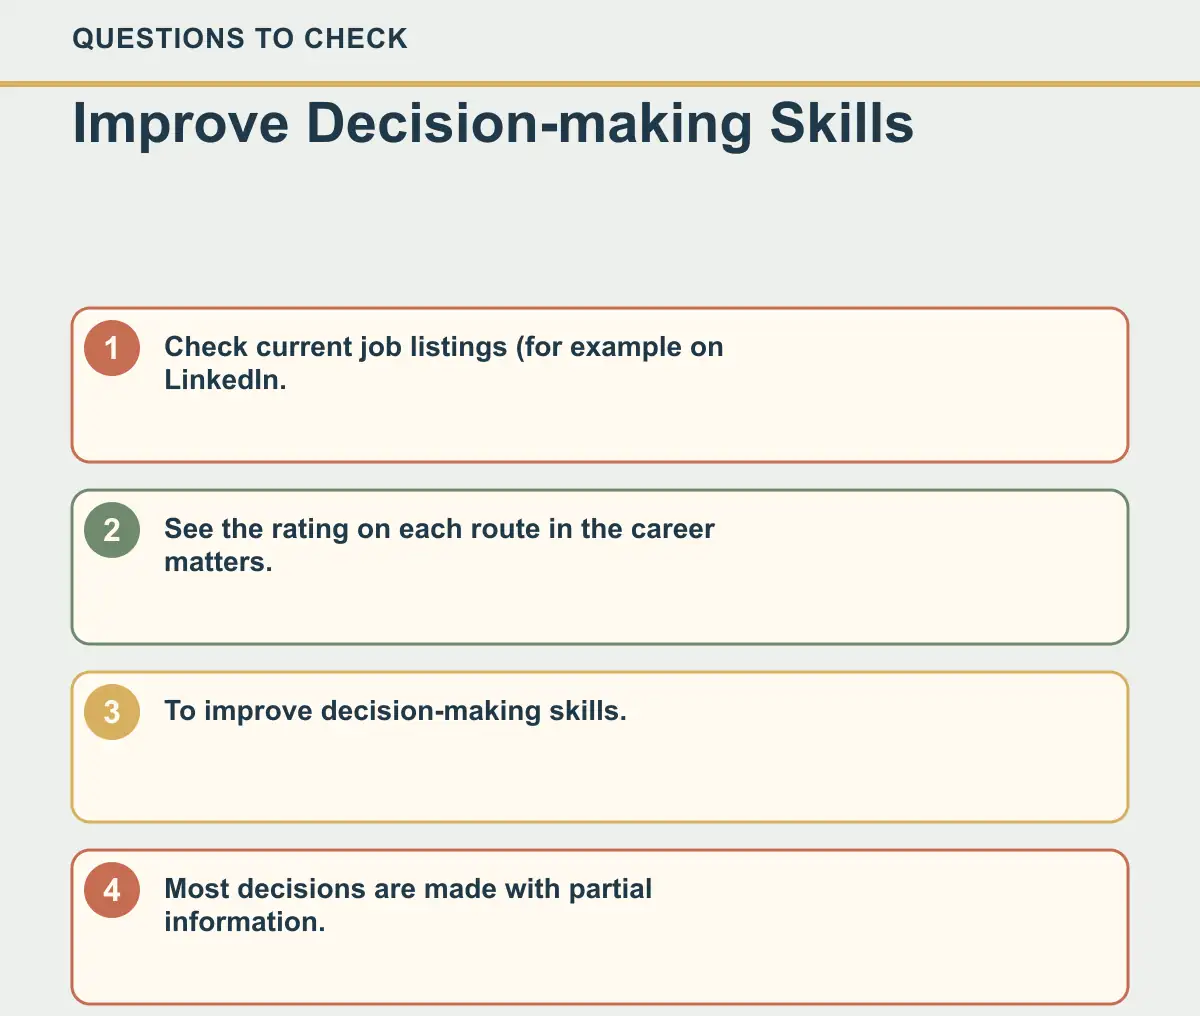 QUESTIONS TO CHECK
Improve Decision-making Skills
1
Check current job listings (for example on
LinkedIn.
2
See the rating on each route in the career
matters.
3
To improve decision-making skills.
4
Most decisions are made with partial
information.